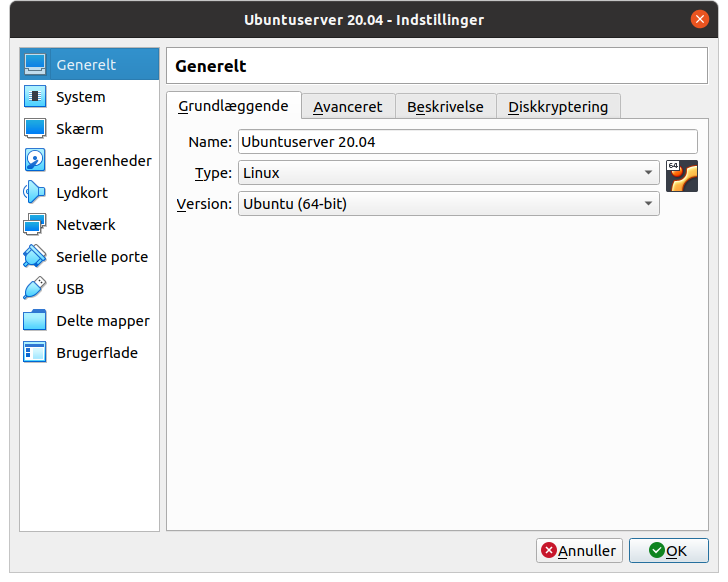 Ubuntuserver 20.04 - Indstillinger
Generelt
System
Skærm
Lagerenheder
Lydkort
Netværk
Serielle porte
USB
Delte mapper
Brugerflade
Generelt
Grundlæggende Avanceret Beskrivelse Diskkryptering
Name: Ubuntuserver 20.04
Type: Linux
64
Version: Ubuntu (64-bit)
Annuller OK